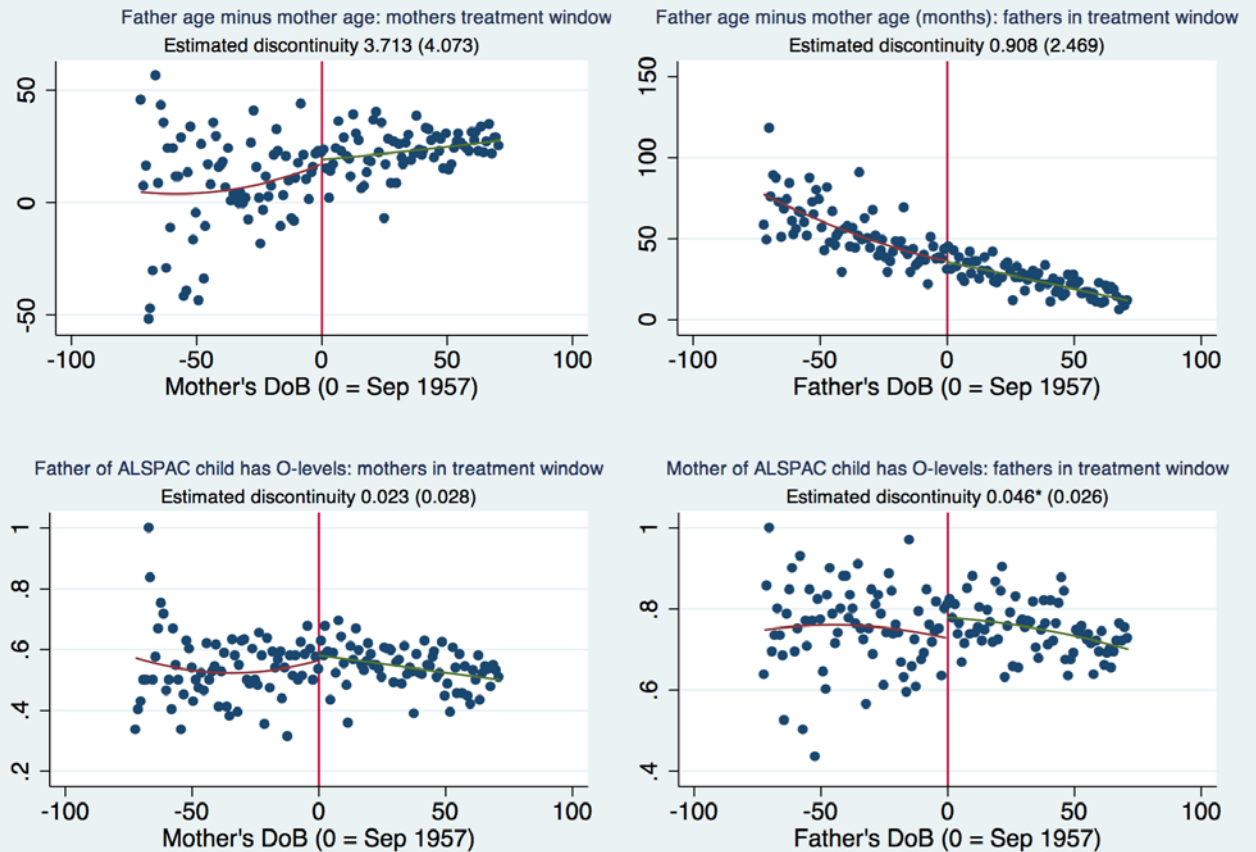 Father age minus mother age: mothers treatment window
Estimated discontinuity 3.713 (4.073)
50
0
-50
-100 -50 0 50 100
Mother's DoB (0 = Sep 1957)
Father age minus mother age (months): fathers in treatment window
Estimated discontinuity 0.908 (2.469)
150
100
50
0
-100 -50 0 50 100
Father's DoB (0 = Sep 1957)
Father of ALSPAC child has O-levels: mothers in treatment window
Estimated discontinuity 0.023 (0.028)
1
.8
.6
.4
.2
-100 -50 0 50 100
Mother's DoB (0 = Sep 1957)
Mother of ALSPAC child has O-levels: fathers in treatment window
Estimated discontinuity 0.046* (0.026)
1
.8
.6
.4
-100 -50 0 50 100
Father's DoB (0 = Sep 1957)